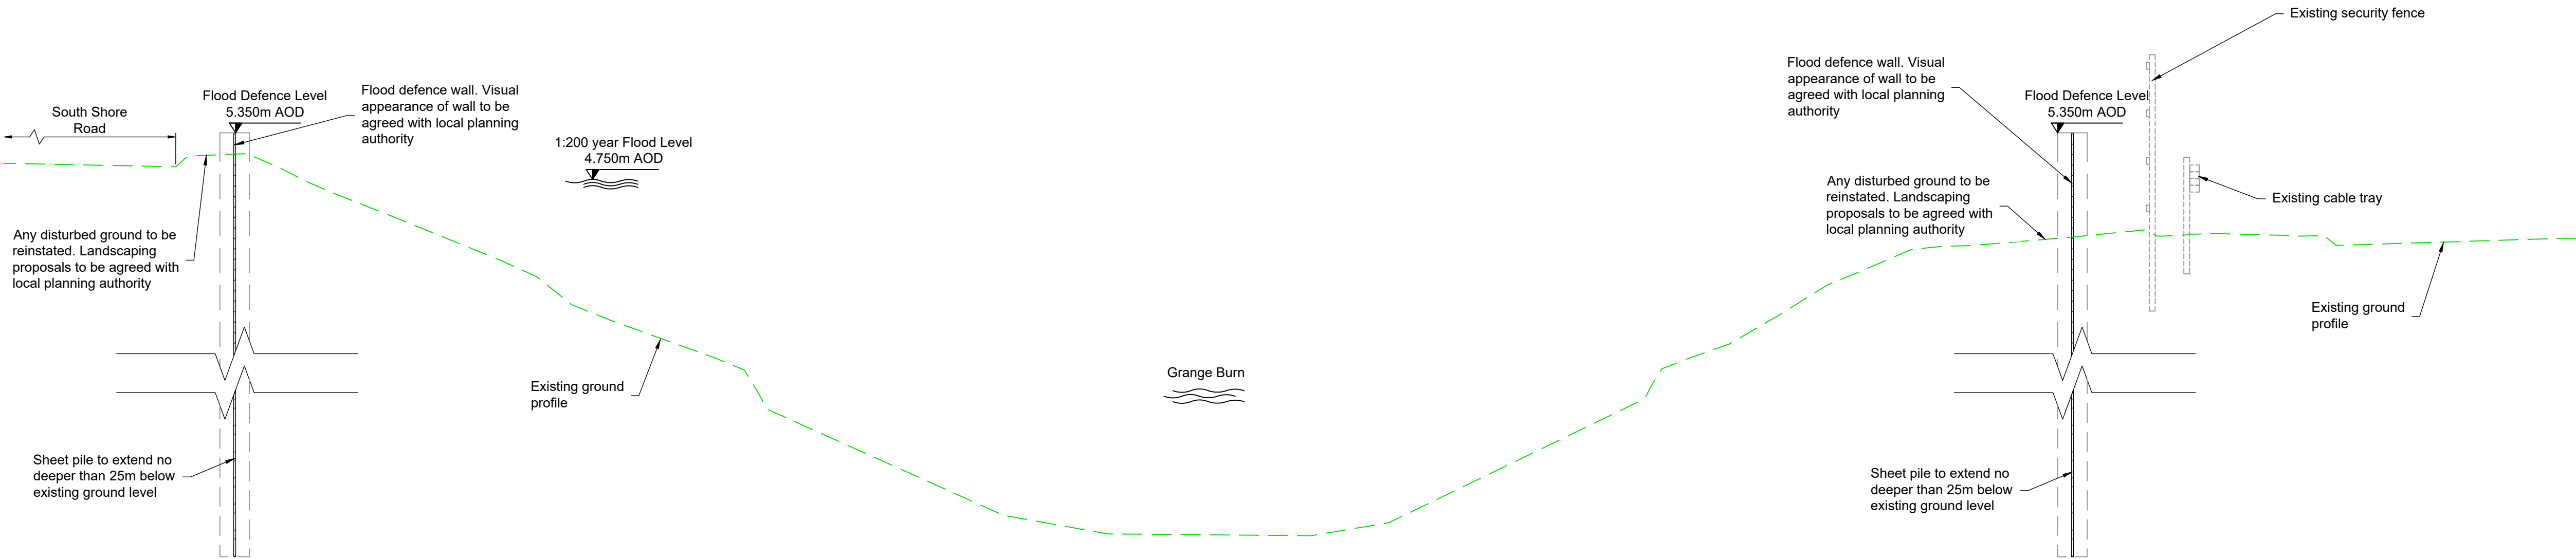 South Shore
Road
Flood Defence Level
5.350m AOD
Flood defence wall. Visual
appearance of wall to be
agreed with local planning
authority
1:200 year Flood Level
4.750m AOD
Any disturbed ground to be
reinstated. Landscaping
proposals to be agreed with
local planning authority
Existing ground
profile
Sheet pile to extend no
deeper than 25m below
existing ground level
Grange Burn
Flood defence wall. Visual
appearance of wall to be
agreed with local planning
authority
Flood Defence Level
5.350m AOD
Existing security fence
Any disturbed ground to be
reinstated. Landscaping
proposals to be agreed with
local planning authority
Existing cable tray
Existing ground
profile
Sheet pile to extend no
deeper than 25m below
existing ground level